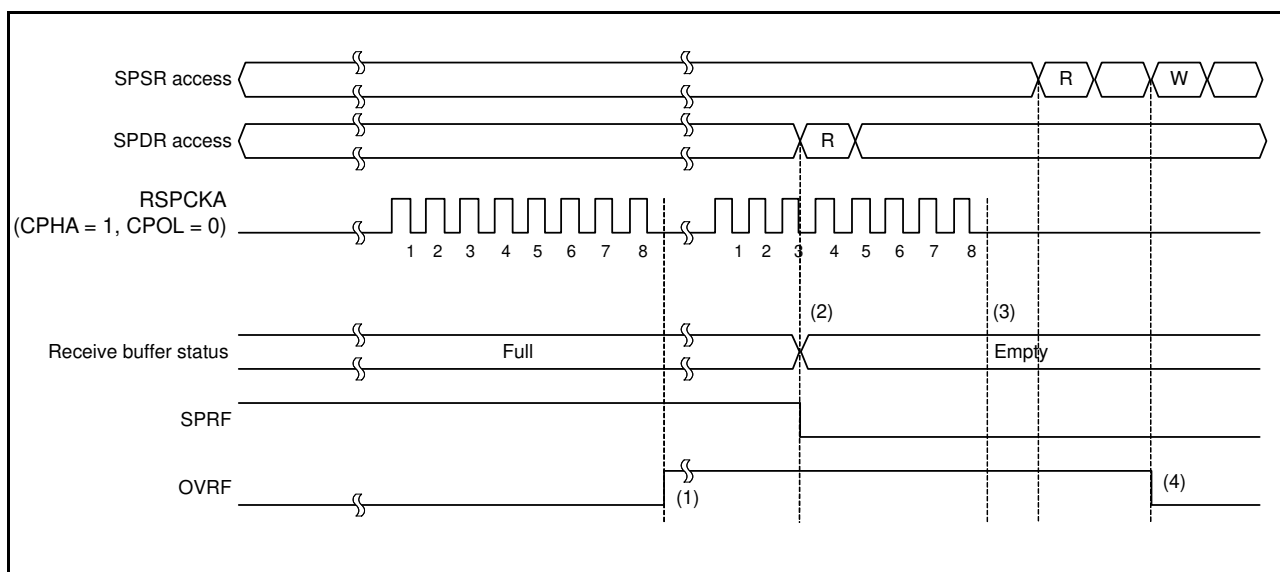 SPSR access R W
SPDR access R
RSPCKA
(CPHA = 1, CPOL = 0)
1 2 3 4 5 6 7 8 1 2 3 4 5 6 7 8
(2) (3)
Receive buffer status Full Empty
SPRF
OVRF (1) (4)